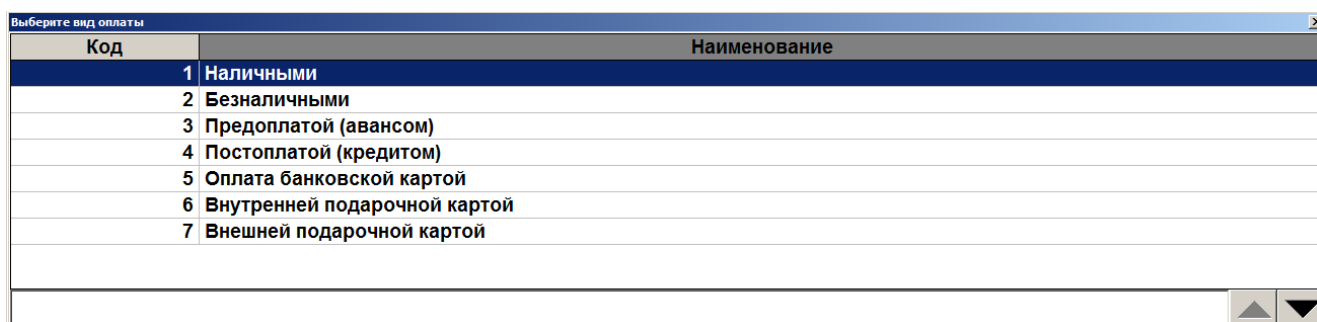 Выберите вид оплаты
Код Наименование
1 Наличными
2 Безналичными
3 Предоплатой (авансом)
4 Постоплатой (кредитом)
5 Оплата банковской картой
6 Внутренней подарочной картой
7 Внешней подарочной картой